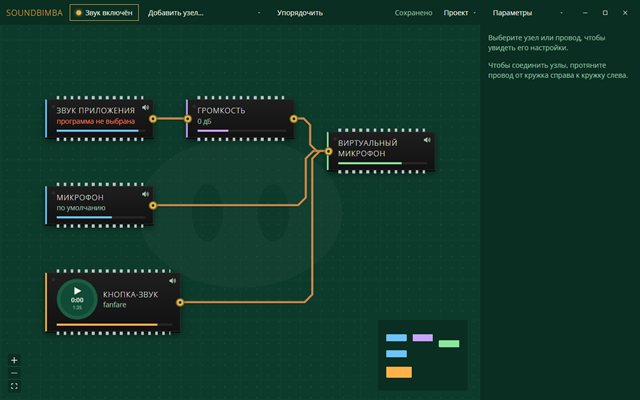 SOUNDBIMBA
Звук включён
Добавить узел...
Упорядочить
Сохранено
Проект
Параметры
Выберите узел или провод, чтобы
увидеть его настройки.
Чтобы соединить узлы, протяните
провод от кружка справа к кружку слева.
ЗВУК ПРИЛОЖЕНИЯ
программа не выбрана
ГРОМКОСТЬ
0 дБ
ВИРТУАЛЬНЫЙ
МИКРОФОН
МИКРОФОН
по умолчанию
0:00
1:35
КНОПКА-ЗВУК
fanfare